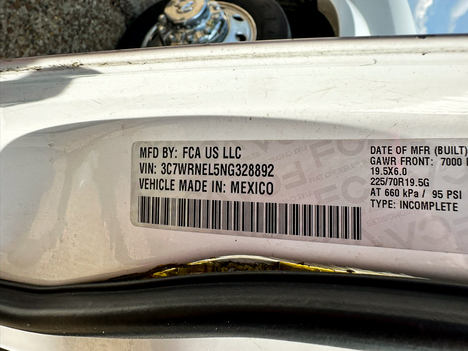 MFD BY: FCA US LLC
VIN: 3C7WRNEL5NG328892
VEHICLE MADE IN: MEXICO
DATE OF MFR (BUILT)
GAWR FRONT: 7000
19.5X6.0
225/70R19.5G
AT 660 kPa / 95 PSI
TYPE: INCOMPLETE